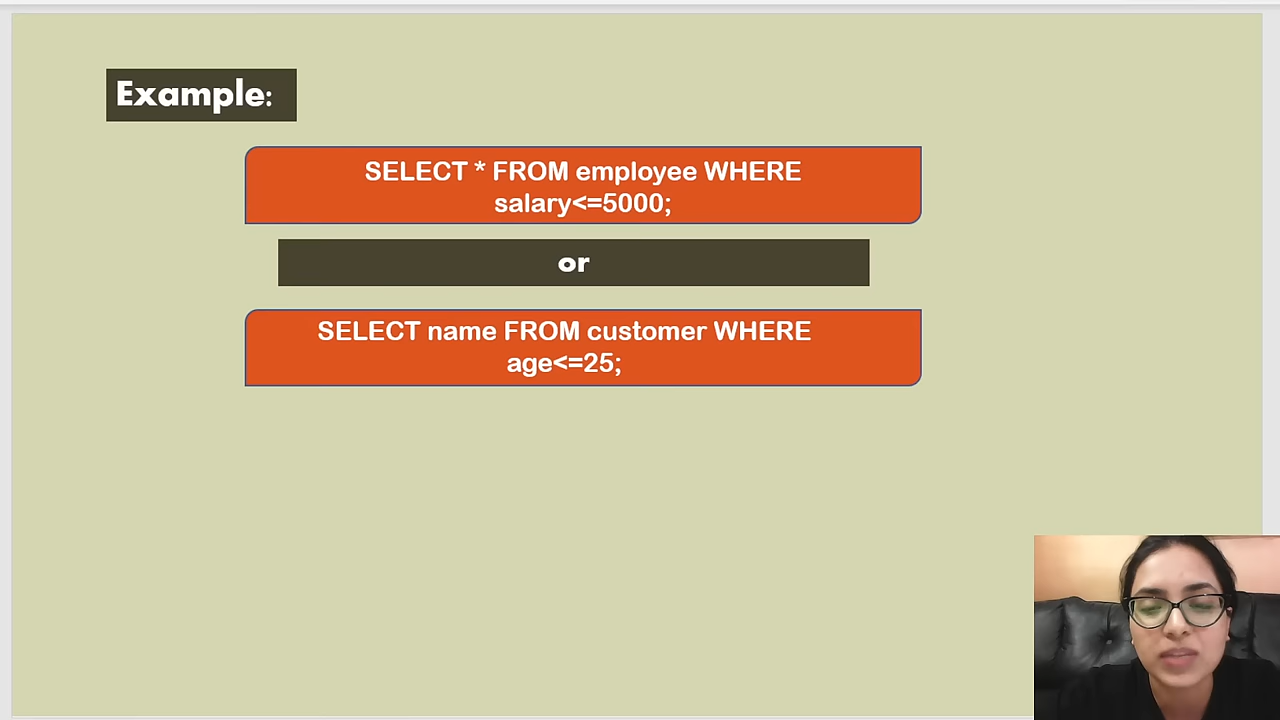 Example:
SELECT * FROM employee WHERE
salary<=5000;
or
SELECT name FROM customer WHERE
age<=25;